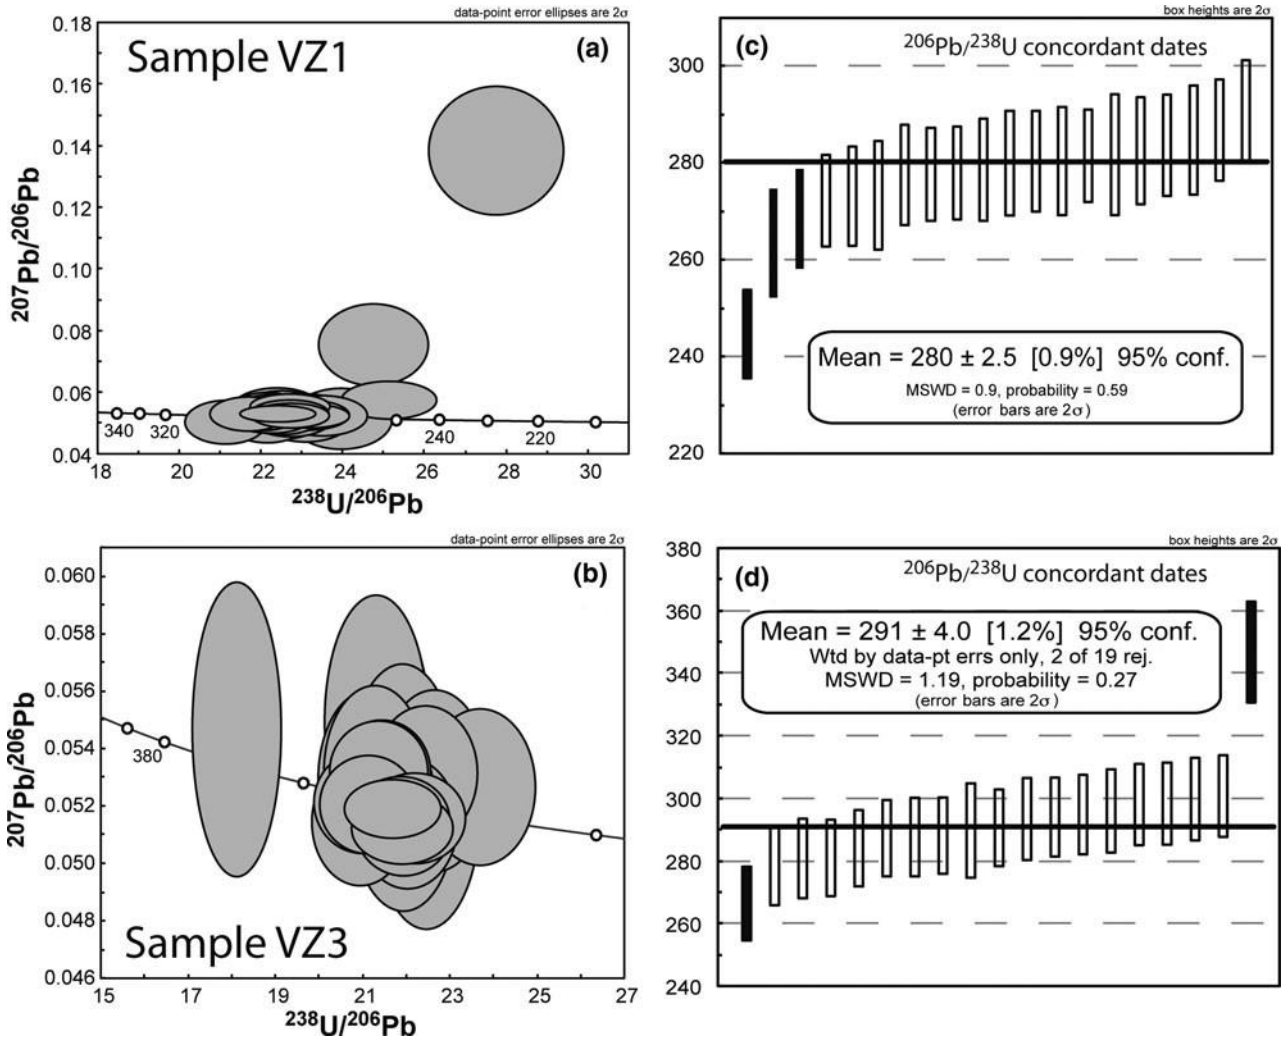 data-point error ellipses are 2σ
0.18
Sample VZ1
(a)
0.16
0.14
0.12
0.10
0.08
0.06
0.04
207Pb/206Pb
340
320
240
220
18 20 22 24 26 28 30
238U/206Pb
box heights are 2σ
(c)
206Pb/238U concordant dates
300
280
260
240
220
Mean = 280 ± 2.5 [0.9%] 95% conf.
MSWD = 0.9, probability = 0.59
(error bars are 2σ)
data-point error ellipses are 2σ
(b)
0.060
0.058
0.056
0.054
0.052
0.050
0.048
0.046
207Pb/206Pb
380
Sample VZ3
15 17 19 21 23 25 27
238U/206Pb
box heights are 2σ
380
(d)
206Pb/238U concordant dates
360
340
320
300
280
260
240
Mean = 291 ± 4.0 [1.2%] 95% conf.
Wtd by data-pt errs only, 2 of 19 rej.
MSWD = 1.19, probability = 0.27
(error bars are 2σ)